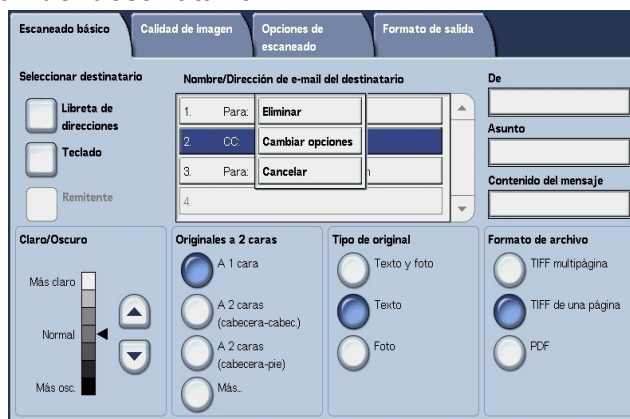 Escaneado básico
Calidad de imagen
Opciones de
escaneado
Formato de salida
Seleccionar destinatario
Nombre/Dirección de e-mail del destinatario
De
Libreta de
direcciones
Teclado
Remitente
1. Para:
2. CC:
3. Para:
4.
Eliminar
Cambiar opciones
Cancelar
Asunto
Contenido del mensaje
Claro/Oscuro
Más claro
Normal
Más osc.
Originales a 2 caras
A 1 cara
A 2 caras
(cabecera-cabec.)
A 2 caras
(cabecera-pie)
Más...
Tipo de original
Texto y foto
Texto
Foto
Formato de archivo
TIFF multipágina
TIFF de una página
PDF